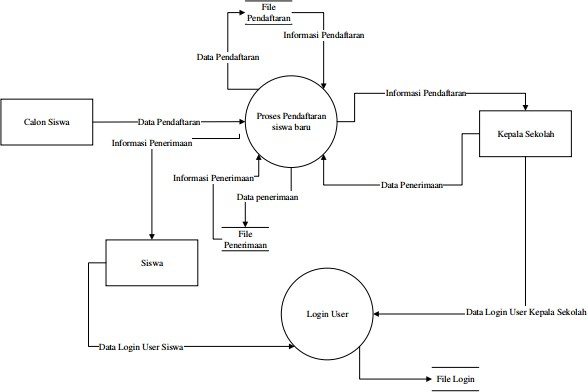 File
Pendaftaran
Informasi Pendaftaran
Data Pendaftaran
Informasi Pendaftaran
Calon Siswa
Data Pendaftaran
Proses Pendaftaran
siswa baru
Kepala Sekolah
Informasi Penerimaan
Informasi Penerimaan
Data Penerimaan
Data penerimaan
File
Penerimaan
Siswa
Login User
Data Login User Kepala Sekolah
Data Login User Siswa
File Login